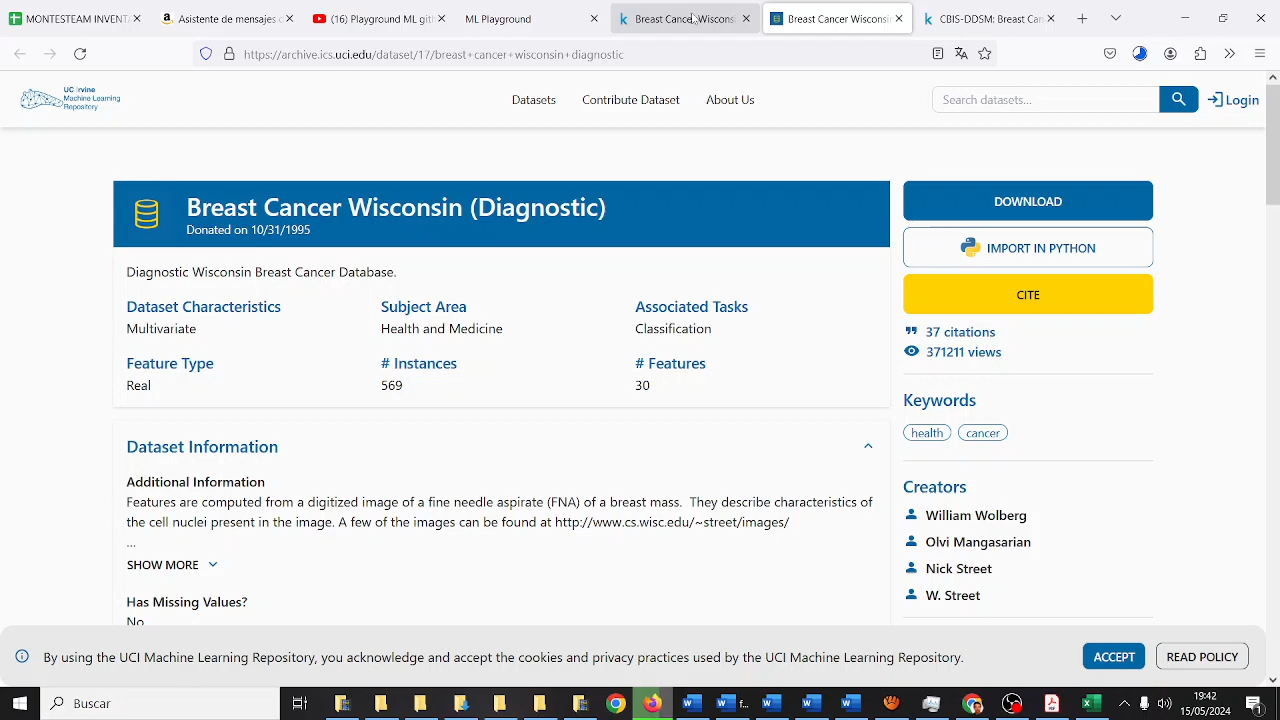 MONTESTIM INVENTA
Asistente de mensajes c
(16) Playground ML gitl
ML Playground
Breast Cancer Wisconsin
Breast Cancer Wisconsin
CBIS-DDSM: Breast Can
https://archive.ics.uci.edu/dataset/17/breast+cancer+wisconsin+diagnostic
UC Irvine
Machine Learning
Repository
Datasets
Contribute Dataset
About Us
Search datasets...
Login
Breast Cancer Wisconsin (Diagnostic)
Donated on 10/31/1995
Diagnostic Wisconsin Breast Cancer Database.
Dataset Characteristics
Multivariate
Subject Area
Health and Medicine
Associated Tasks
Classification
Feature Type
Real
# Instances
569
# Features
30
Dataset Information
Additional Information
Features are computed from a digitized image of a fine needle aspirate (FNA) of a breast mass. They describe characteristics of
the cell nuclei present in the image. A few of the images can be found at http://www.cs.wisc.edu/~street/images/
...
SHOW MORE
Has Missing Values?
No
DOWNLOAD
IMPORT IN PYTHON
CITE
37 citations
371211 views
Keywords
health
cancer
Creators
William Wolberg
Olvi Mangasarian
Nick Street
W. Street
By using the UCI Machine Learning Repository, you acknowledge and accept the cookies and privacy practices used by the UCI Machine Learning Repository.
ACCEPT
READ POLICY
Buscar
f...
19:42
15/05/2024